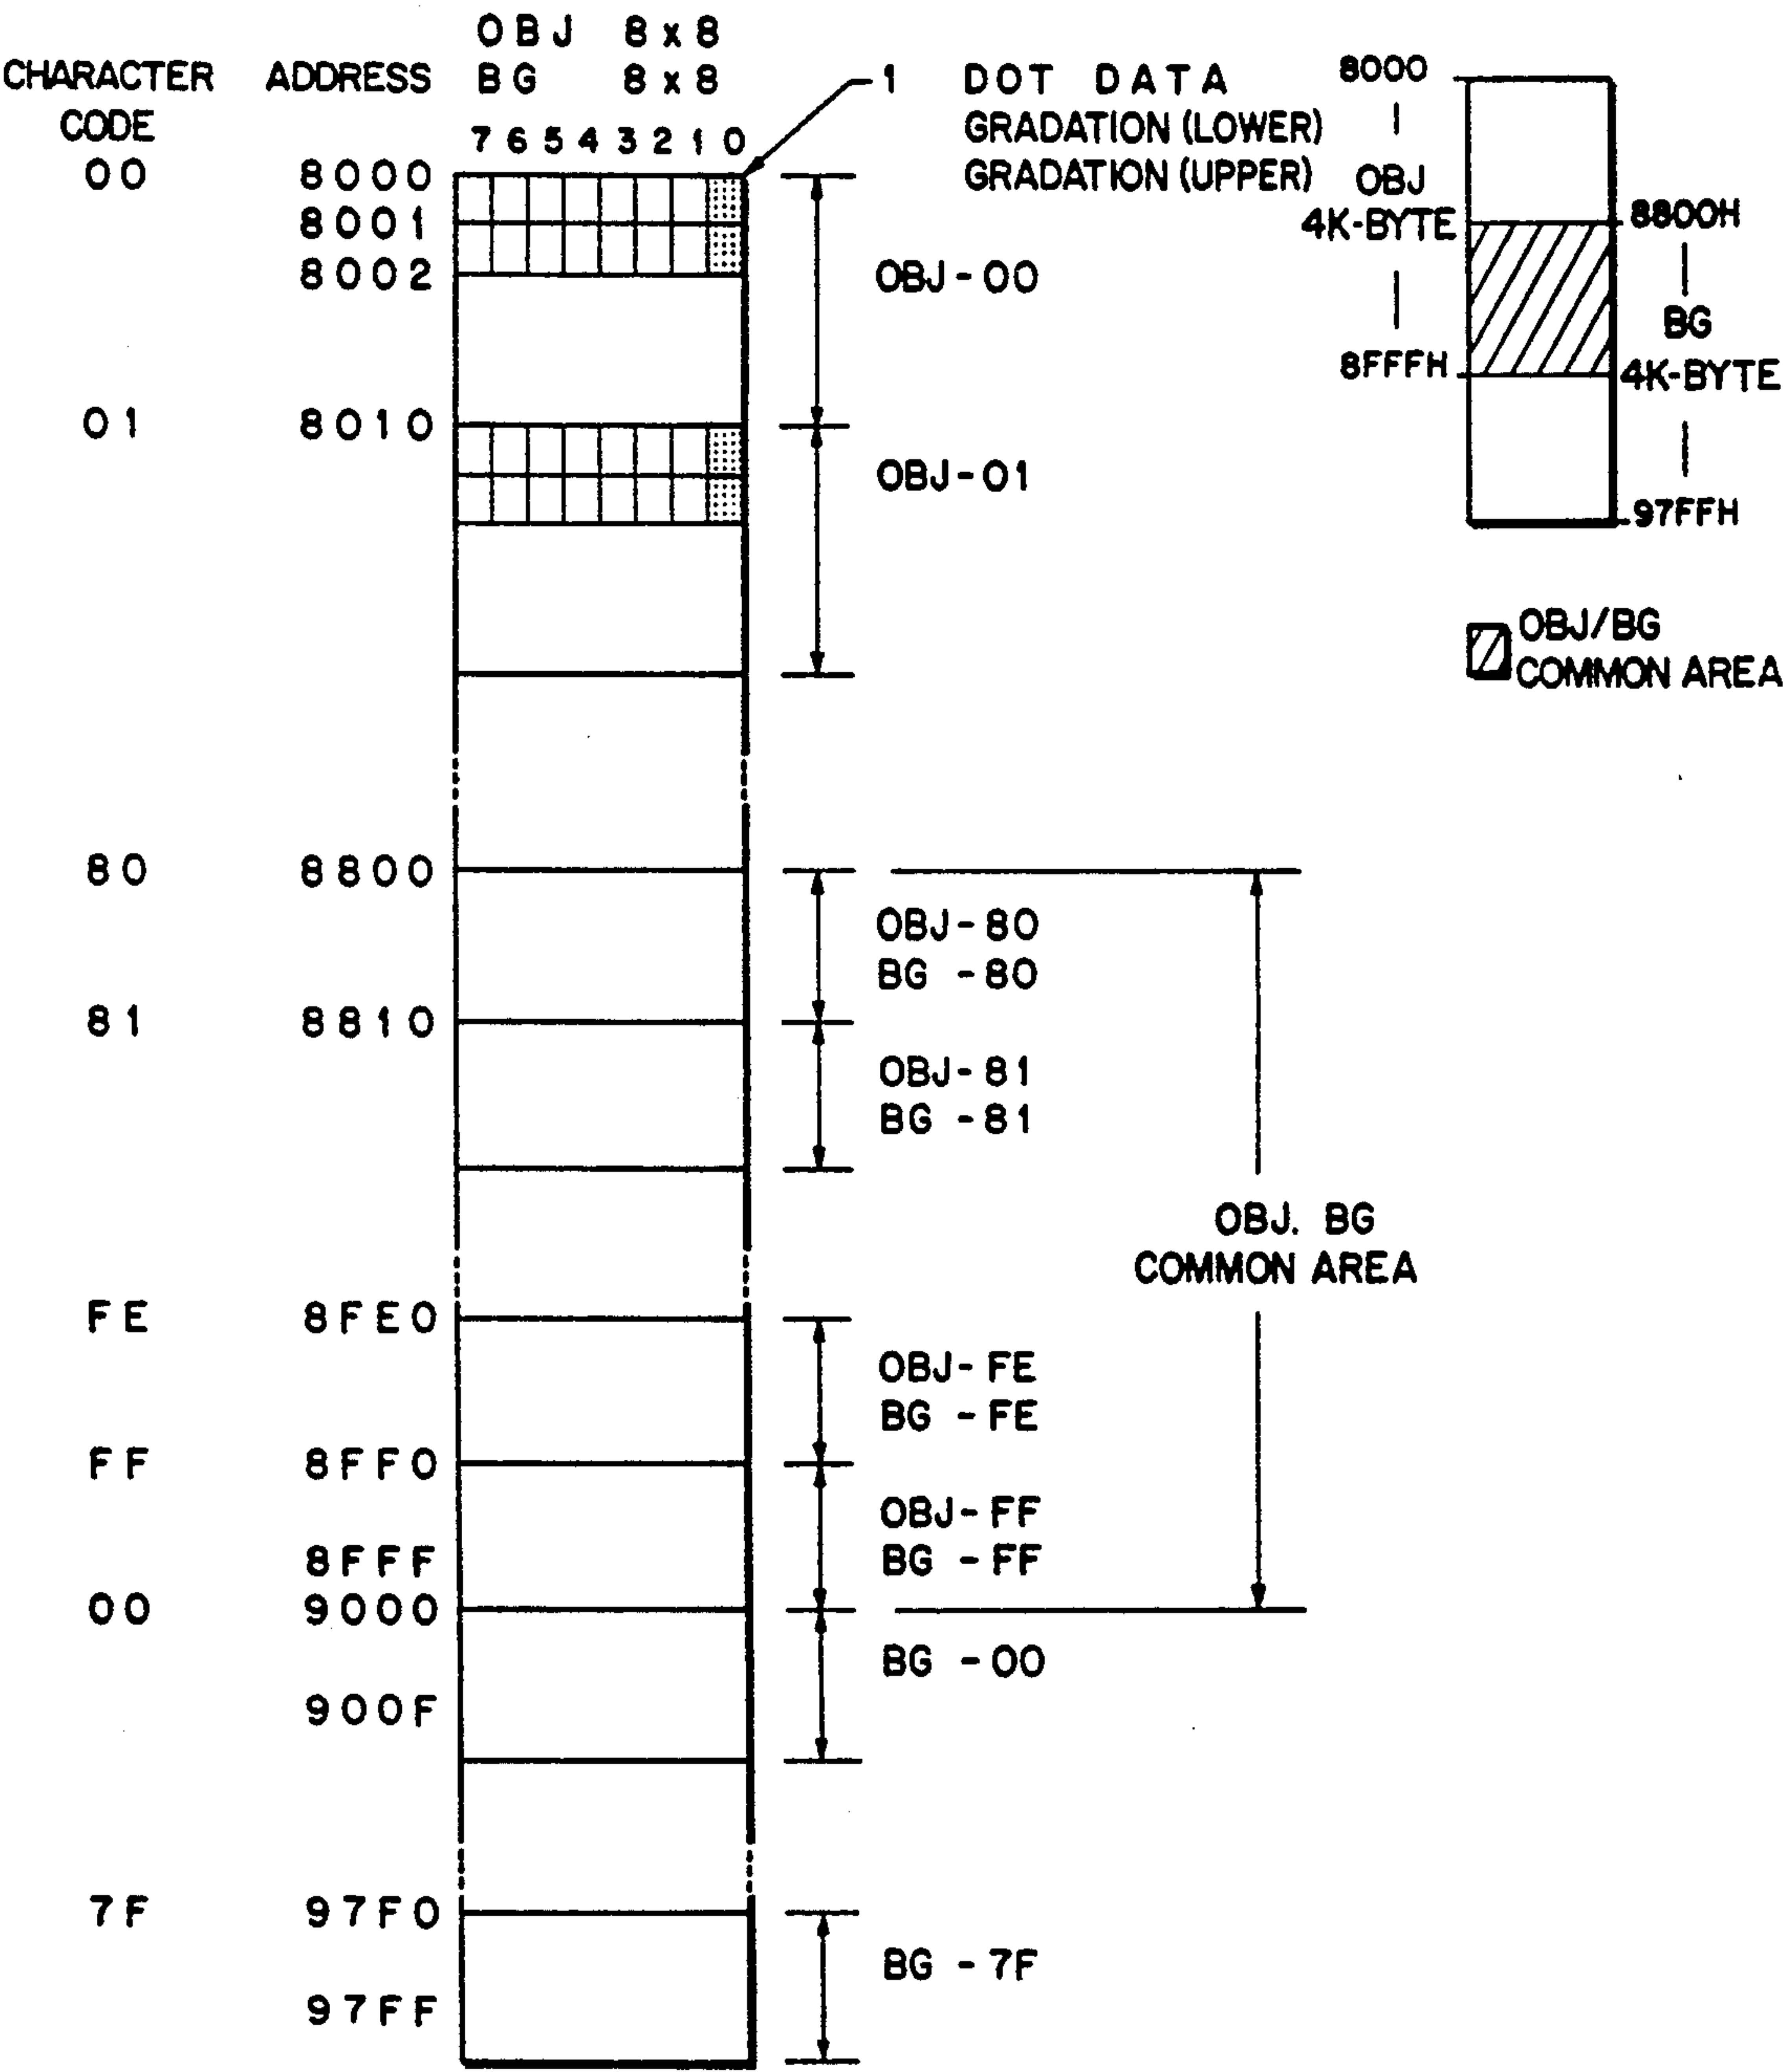 OBJ 8x8
CHARACTER ADDRESS BG 8x8
CODE
7 6 5 4 3 2 1 0
1 DOT DATA
GRADATION (LOWER)
GRADATION (UPPER)
00 8000
8001
8002
OBJ-00
01 8010
OBJ-01
80 8800
OBJ-80
BG -80
81 8810
OBJ-81
BG -81
OBJ. BG
COMMON AREA
FE 8FE0
OBJ-FE
BG -FE
FF 8FF0
OBJ-FF
8FFF
BG -FF
00 9000
BG -00
900F
7F 97F0
BG -7F
97FF
8000
OBJ
4K-BYTE
8FFFH
8800H
BG
4K-BYTE
97FFH
OBJ/BG
COMMON AREA